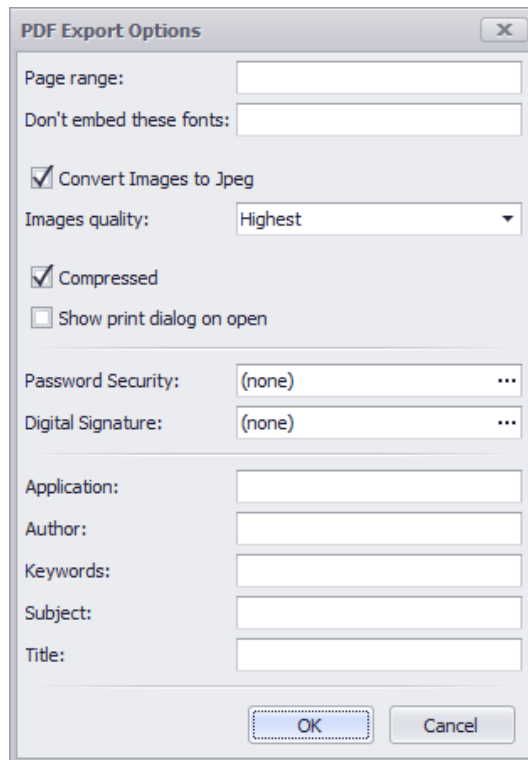 PDF Export Options
Page range:
Don't embed these fonts:
Convert Images to Jpeg
Images quality: Highest
Compressed
Show print dialog on open
Password Security: (none) ...
Digital Signature: (none) ...
Application:
Author:
Keywords:
Subject:
Title:
OK Cancel